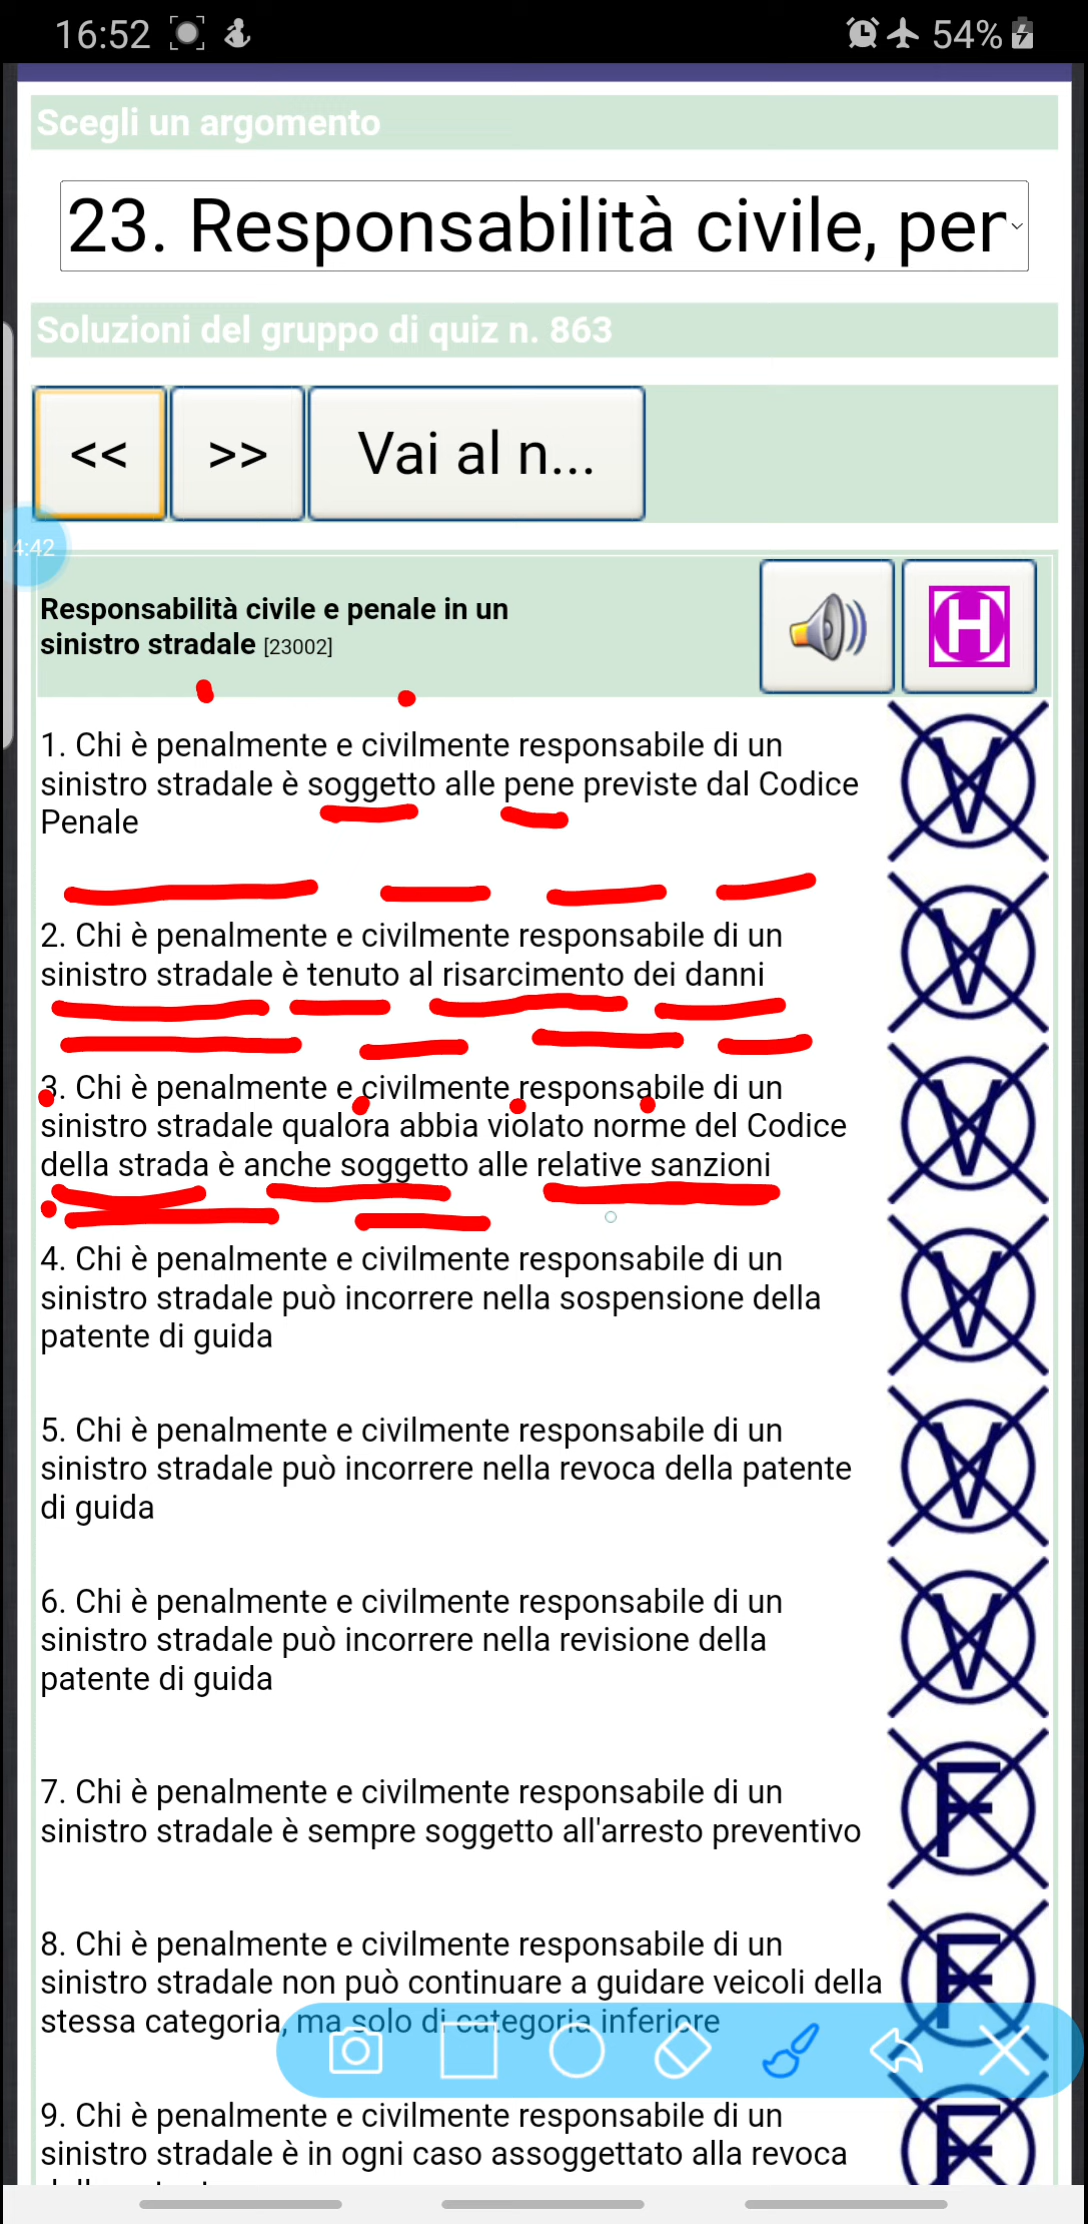 16:52
54%
Scegli un argomento
23. Responsabilità civile, per
Soluzioni del gruppo di quiz n. 863
<< >> Vai al n...
4:42
Responsabilità civile e penale in un
sinistro stradale [23002]
H
1. Chi è penalmente e civilmente responsabile di un
sinistro stradale è soggetto alle pene previste dal Codice
Penale
V
2. Chi è penalmente e civilmente responsabile di un
sinistro stradale è tenuto al risarcimento dei danni
V
3. Chi è penalmente e civilmente responsabile di un
sinistro stradale qualora abbia violato norme del Codice
della strada è anche soggetto alle relative sanzioni
V
4. Chi è penalmente e civilmente responsabile di un
sinistro stradale può incorrere nella sospensione della
patente di guida
V
5. Chi è penalmente e civilmente responsabile di un
sinistro stradale può incorrere nella revoca della patente
di guida
V
6. Chi è penalmente e civilmente responsabile di un
sinistro stradale può incorrere nella revisione della
patente di guida
V
7. Chi è penalmente e civilmente responsabile di un
sinistro stradale è sempre soggetto all'arresto preventivo
F
8. Chi è penalmente e civilmente responsabile di un
sinistro stradale non può continuare a guidare veicoli della
stessa categoria, ma solo di categoria inferiore
F
9. Chi è penalmente e civilmente responsabile di un
sinistro stradale è in ogni caso assoggettato alla revoca
F